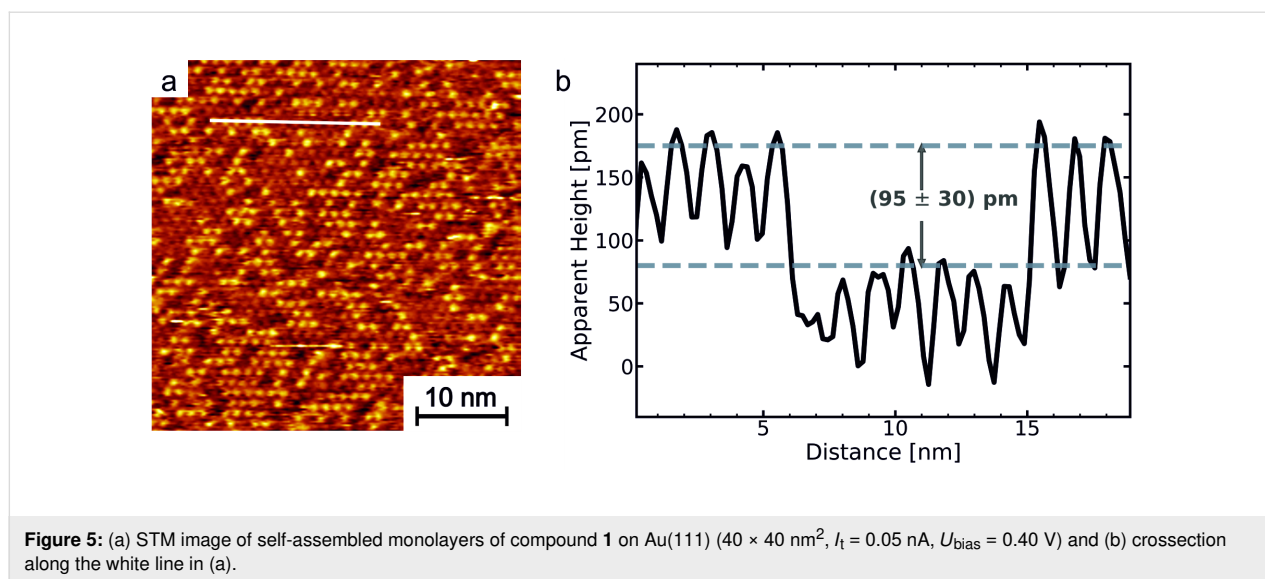 a
10 nm
b
Apparent Height [pm]
200
150
100
50
0
(95 ± 30) pm
5 10 15
Distance [nm]
Figure 5: (a) STM image of self-assembled monolayers of compound 1 on Au(111) (40 × 40 nm², Iₜ = 0.05 nA, U_bias = 0.40 V) and (b) crossection
along the white line in (a).